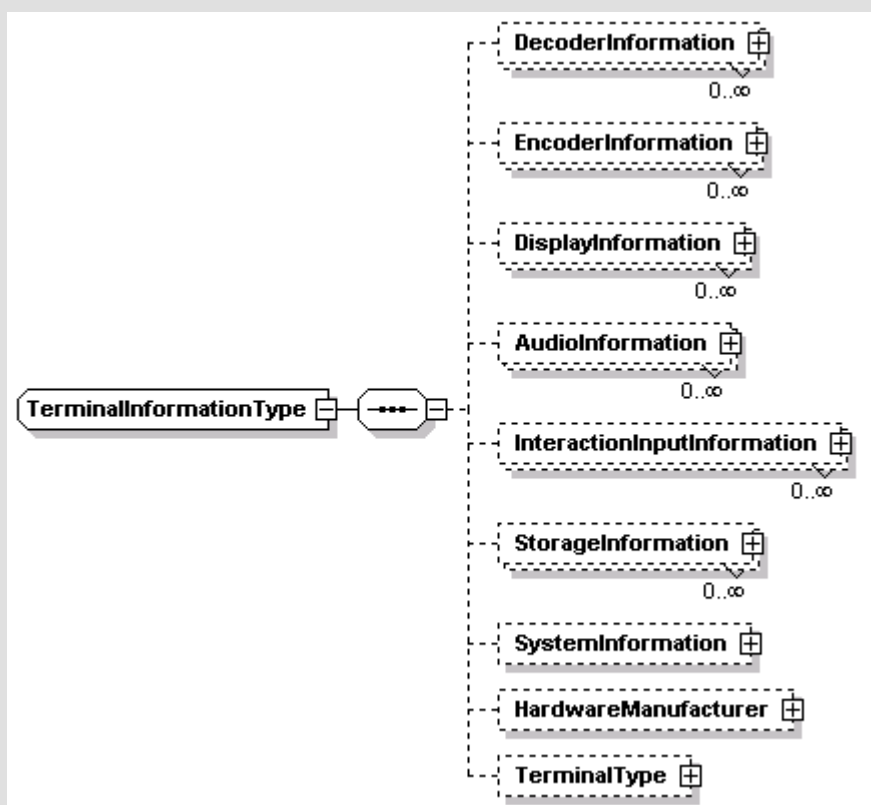 DecoderInformation
0..∞
EncoderInformation
0..∞
DisplayInformation
0..∞
AudioInformation
0..∞
TerminalInformationType
InteractionInputInformation
0..∞
StorageInformation
0..∞
SystemInformation
HardwareManufacturer
TerminalType